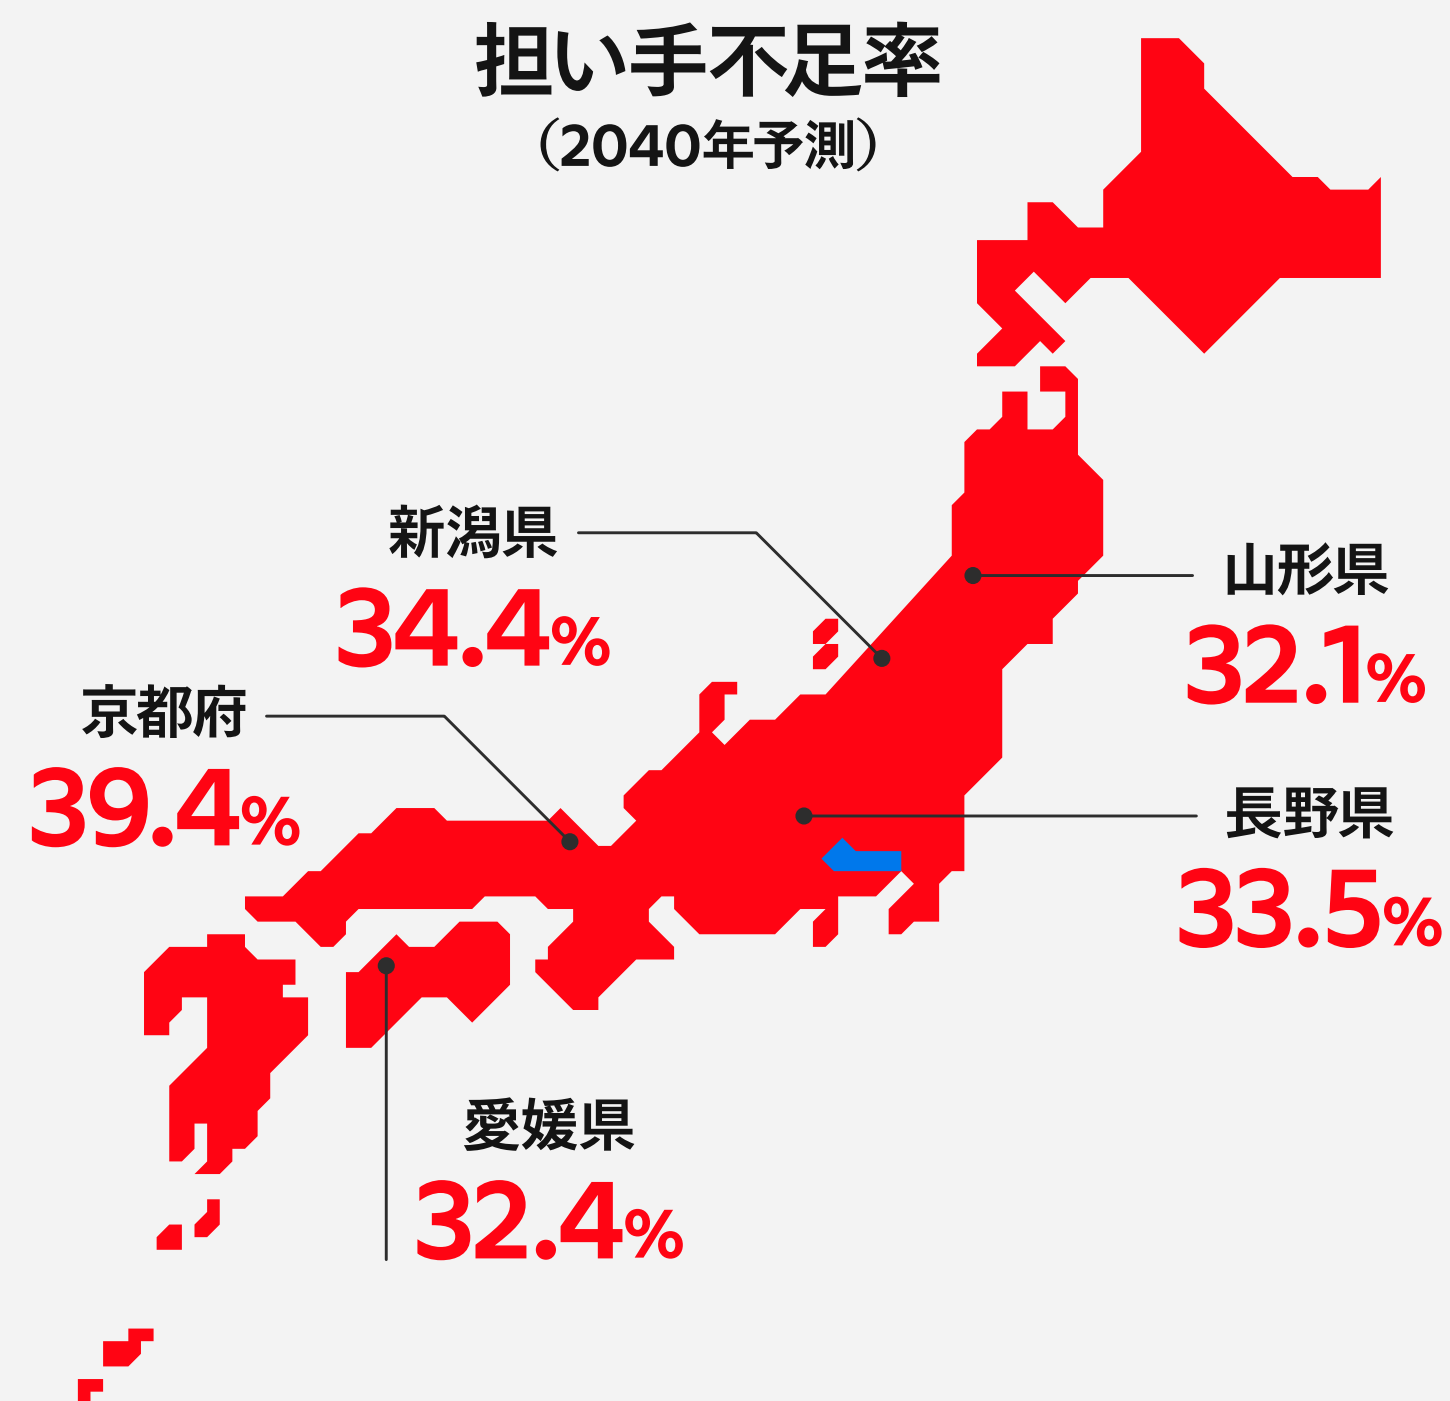 担い手不足率
（2040年予測）
新潟県
34.4%
山形県
32.1%
京都府
39.4%
長野県
33.5%
愛媛県
32.4%